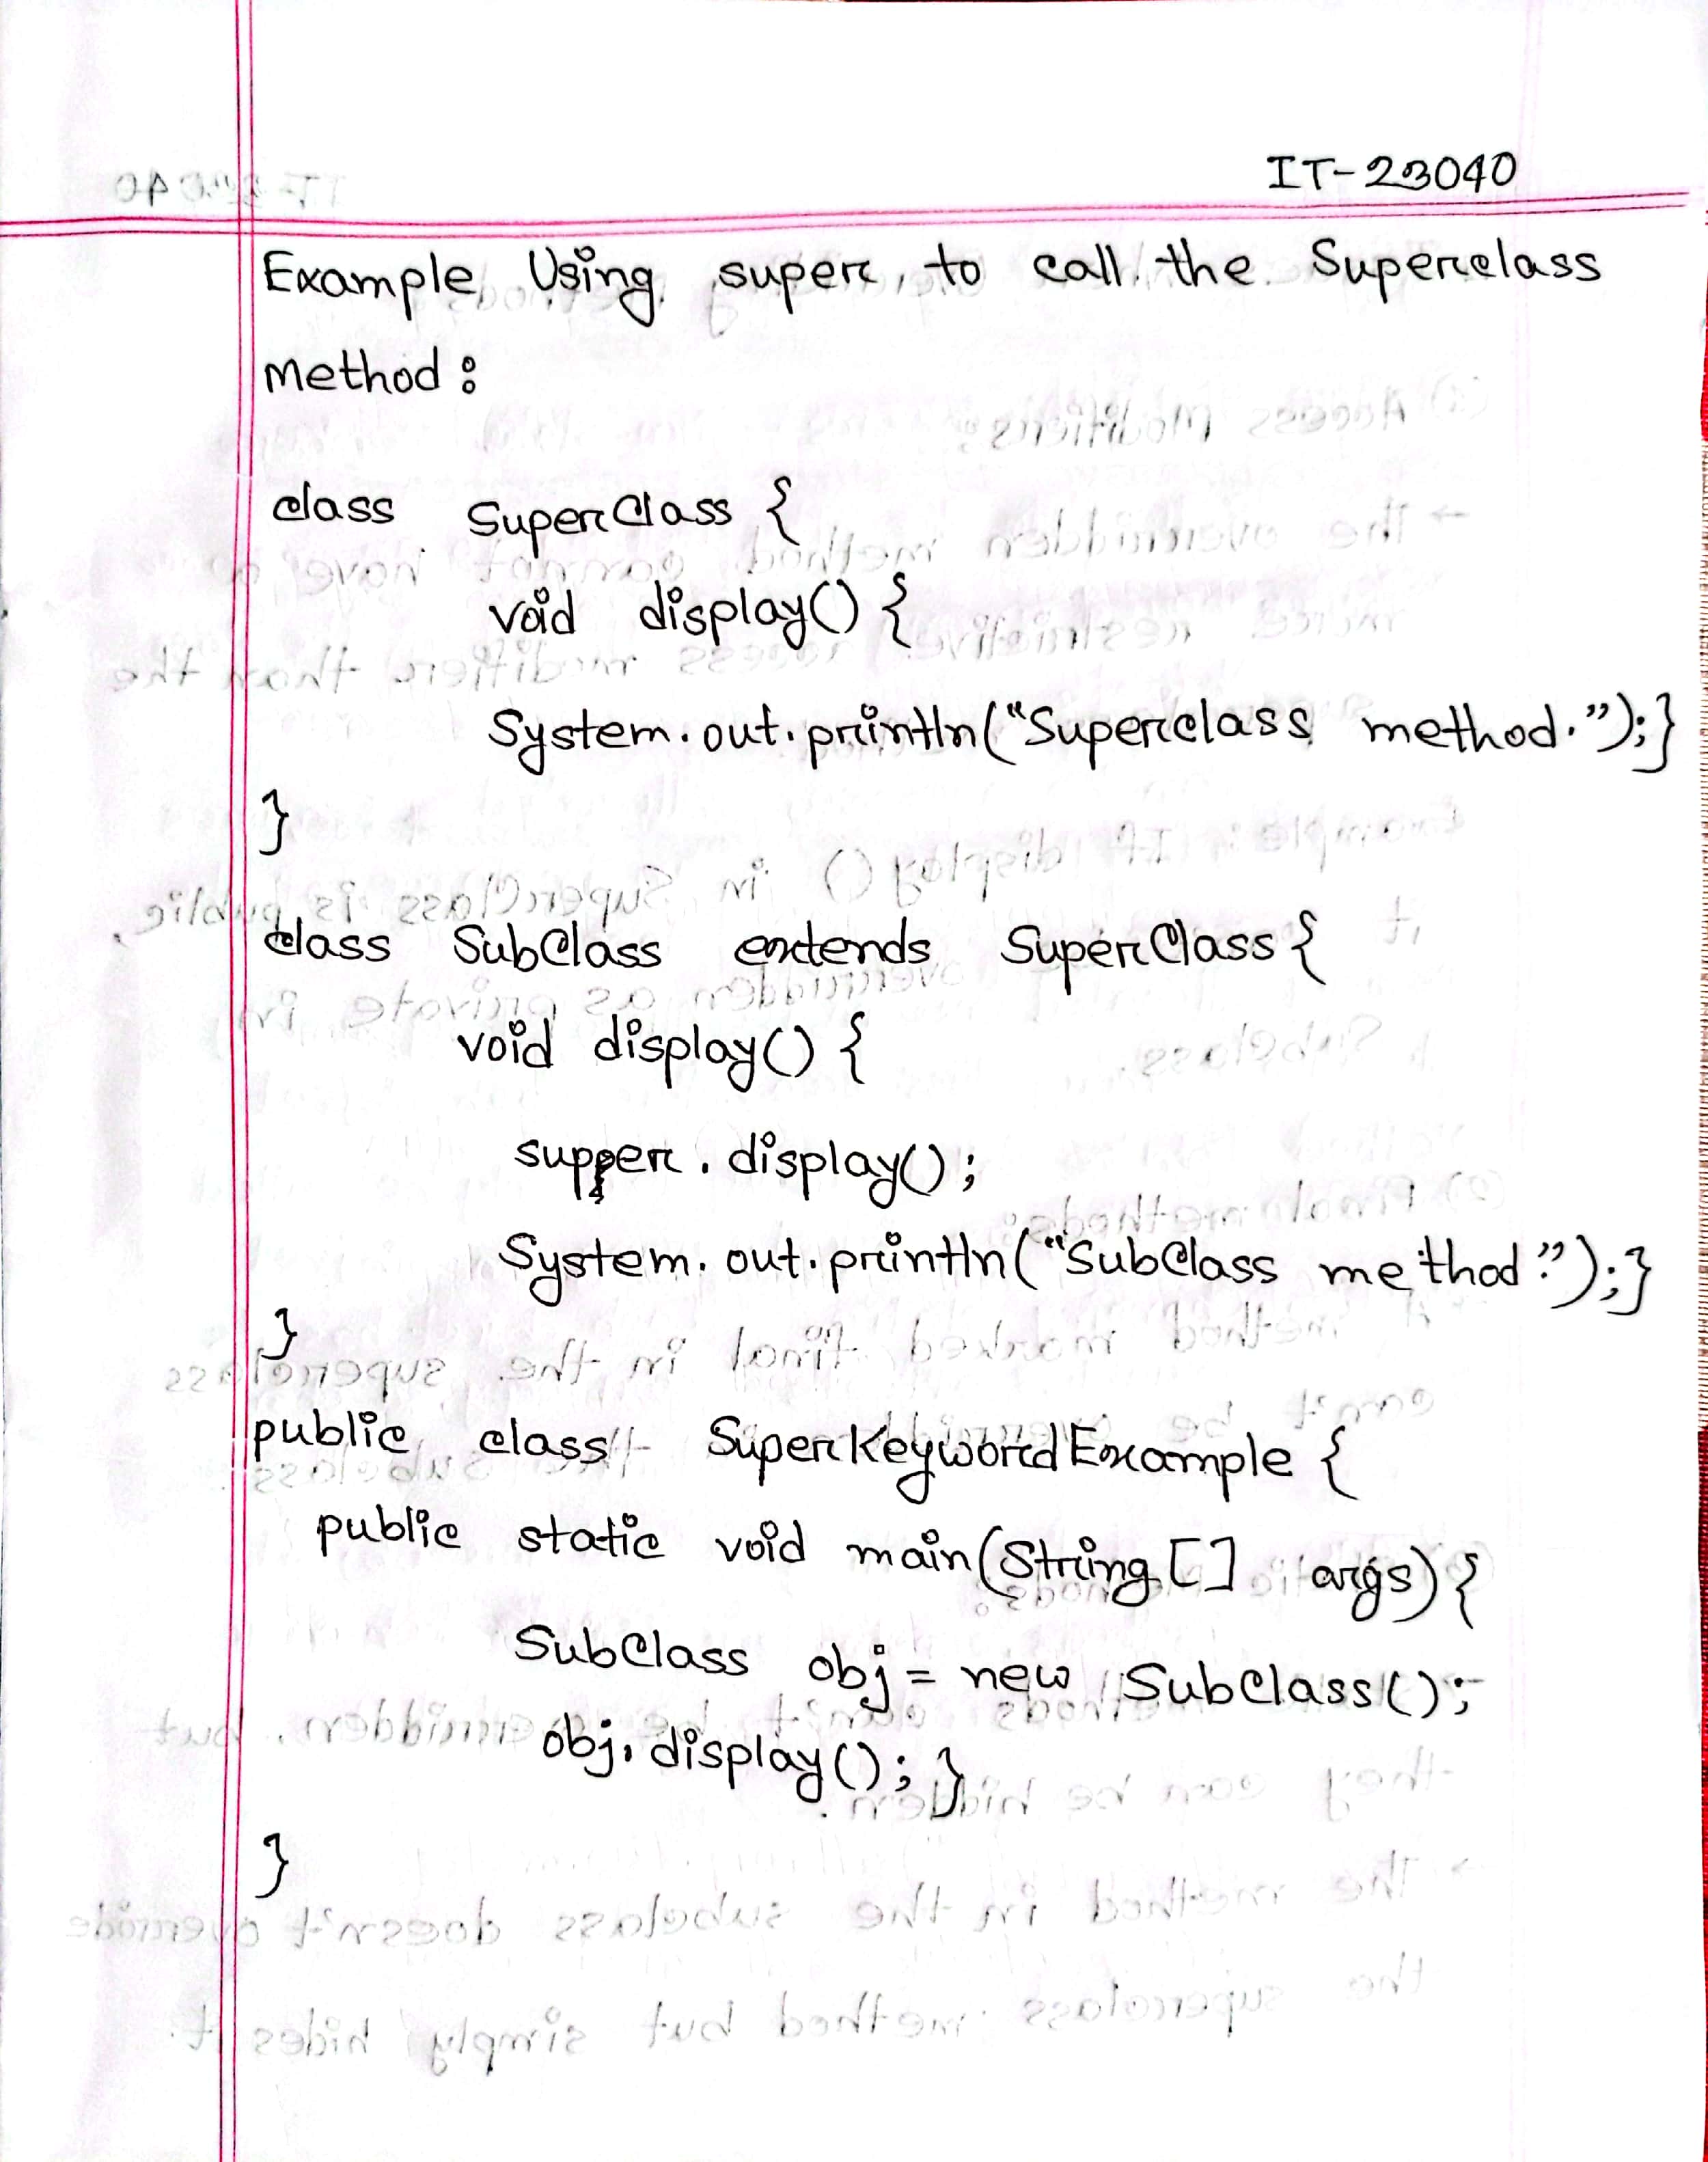 IT-23040
Example Using super, to call the Superclass
method:
class SuperClass {
void display() {
System.out.println("Superclass method.");}
}
class SubClass extends SuperClass {
void display() {
supper.display();
System.out.println("SubClass method.");}
}
public class SuperKeywordExample {
public static void main(String[] args){
SubClass obj = new SubClass();
obj.display(); }
}